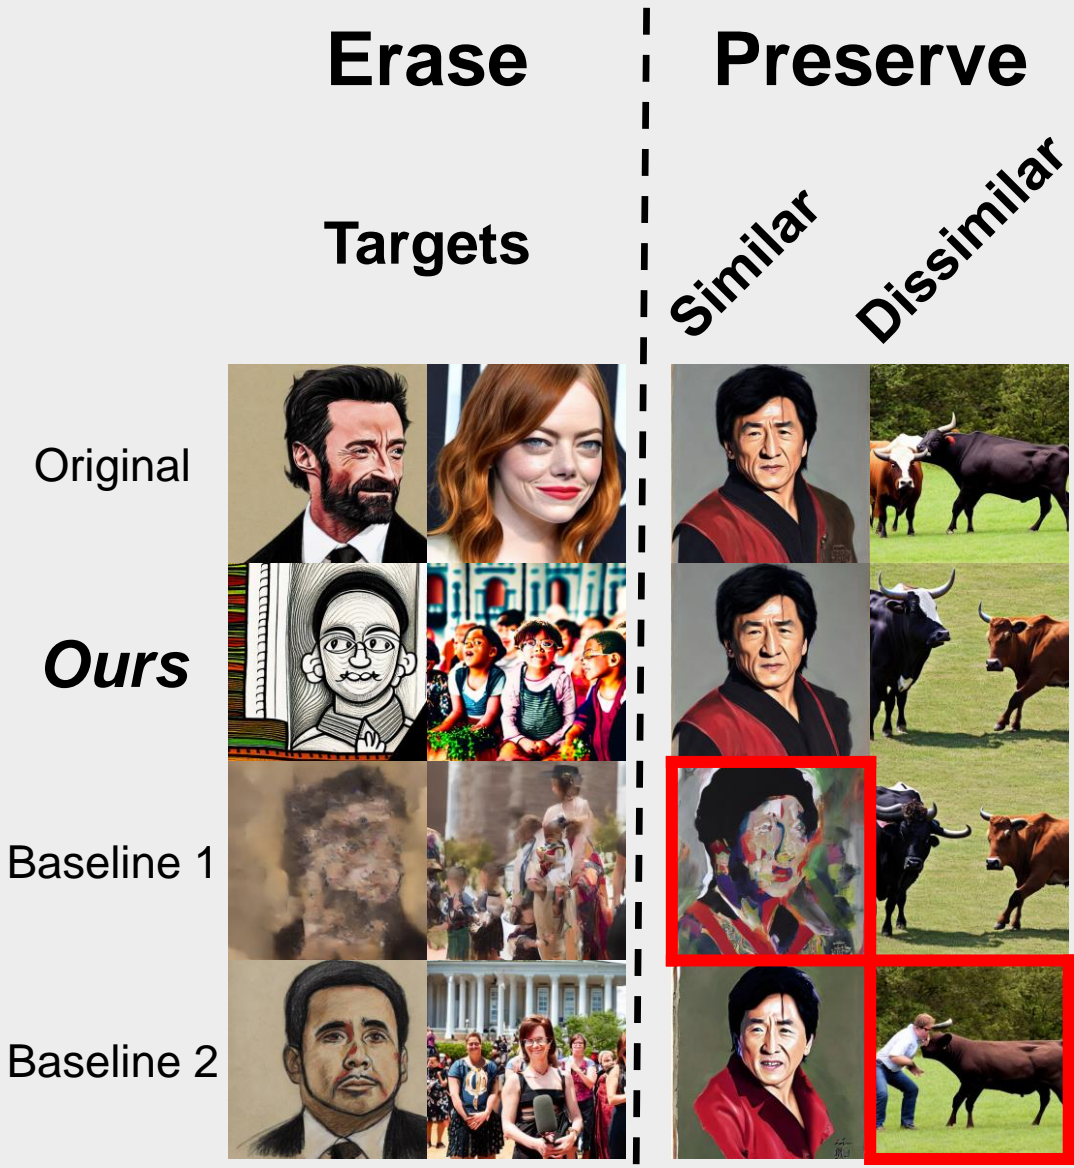 Erase
Preserve
Targets
Similar
Dissimilar
Original
Ours
Baseline 1
Baseline 2